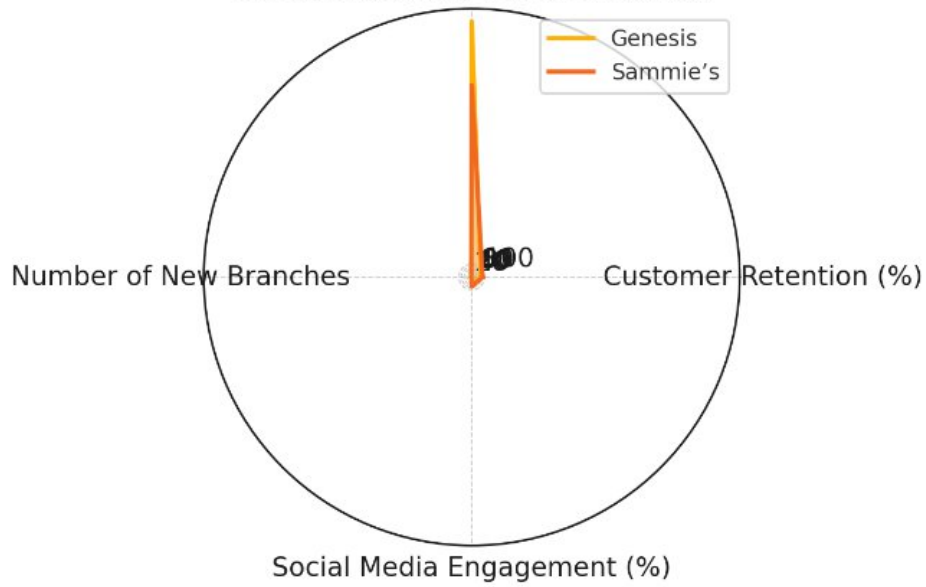 Genesis
Sammie's
Number of New Branches
Customer Retention (%)
Social Media Engagement (%)